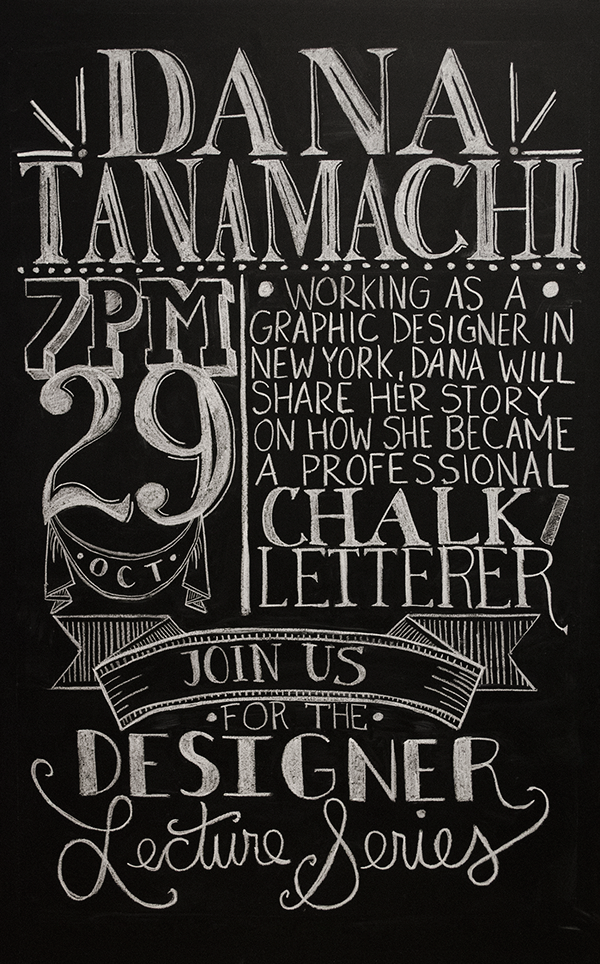 DANA
TANAMACHI
7PM
29
•OCT•
• WORKING AS A •
GRAPHIC DESIGNER IN
NEW YORK, DANA WILL
SHARE HER STORY
ON HOW SHE BECAME
A PROFESSIONAL
CHALK
LETTERER
JOIN US
•FOR THE•
DESIGNER
Lecture Series